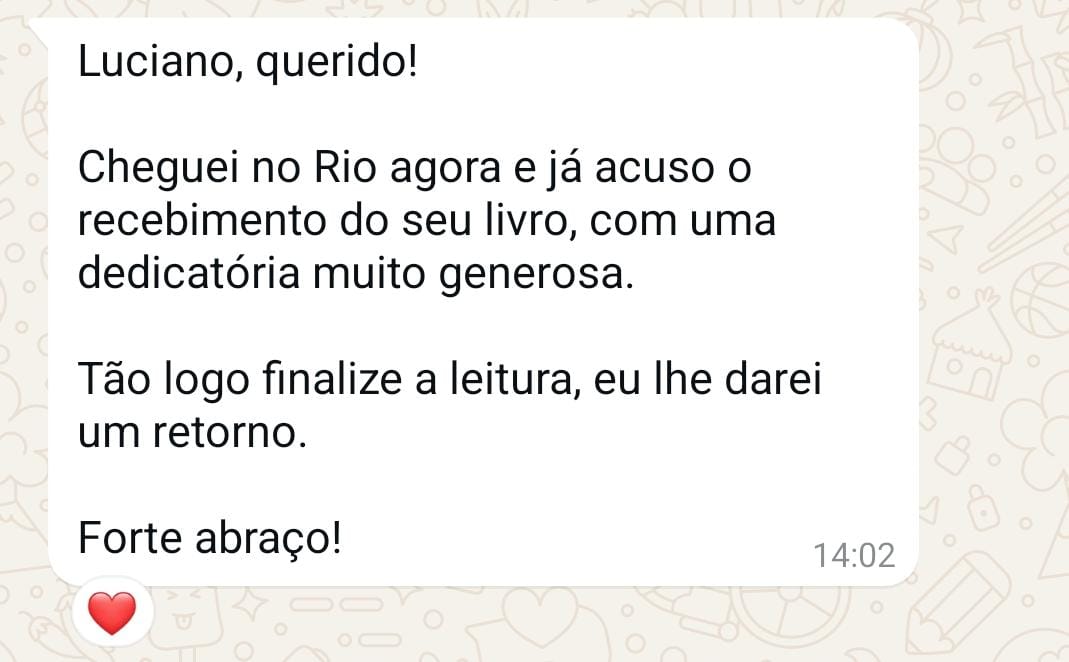 Luciano, querido!
Cheguei no Rio agora e já acuso o
recebimento do seu livro, com uma
dedicatória muito generosa.
Tão logo finalize a leitura, eu lhe darei
um retorno.
Forte abraço!
14:02